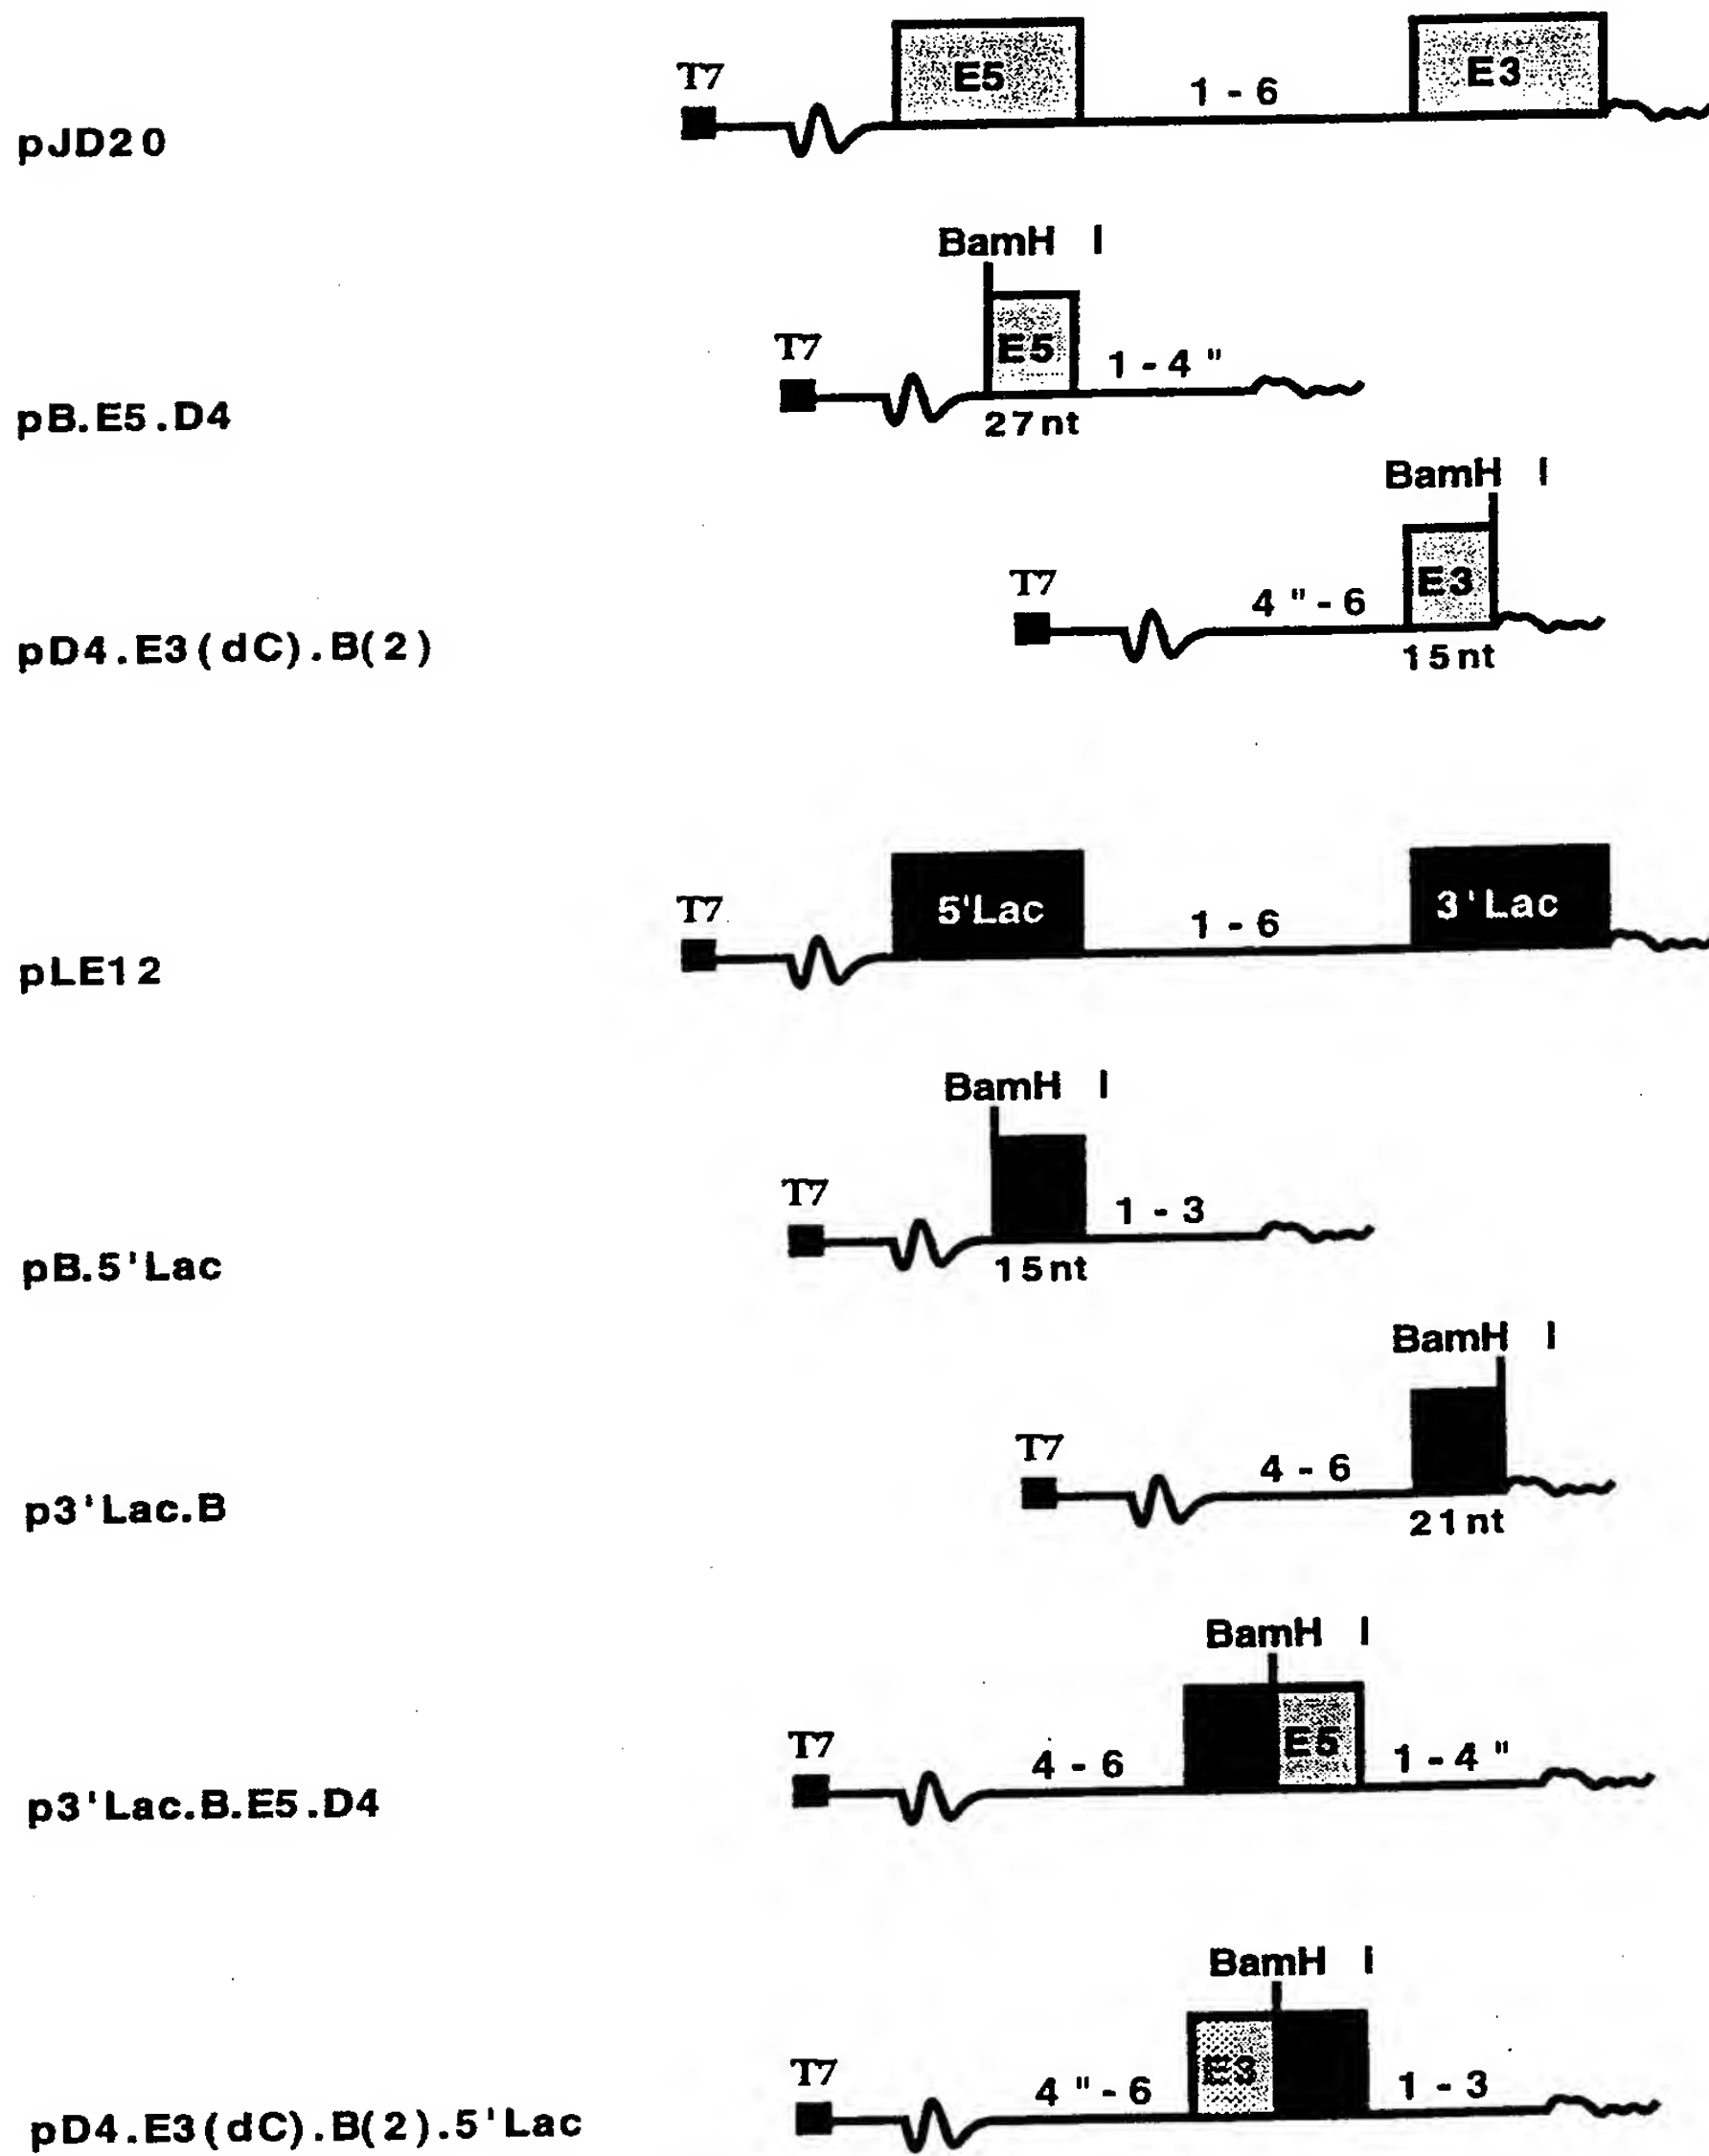 E5
E3
T7
1 - 6
pJD20
BamH I
T7
E5
1 - 4 "
pB.E5.D4
27nt
BamH I
T7
E3
4 " - 6
pD4.E3(dC).B(2)
15nt
5'Lac
3'Lac
T7
1 - 6
pLE12
BamH I
T7
1 - 3
pB.5'Lac
15nt
BamH I
T7
4 - 6
p3'Lac.B
21nt
BamH I
T7
4 - 6
E5
1 - 4 "
p3'Lac.B.E5.D4
BamH I
T7
4 " - 6
E3
1 - 3
pD4.E3(dC).B(2).5'Lac